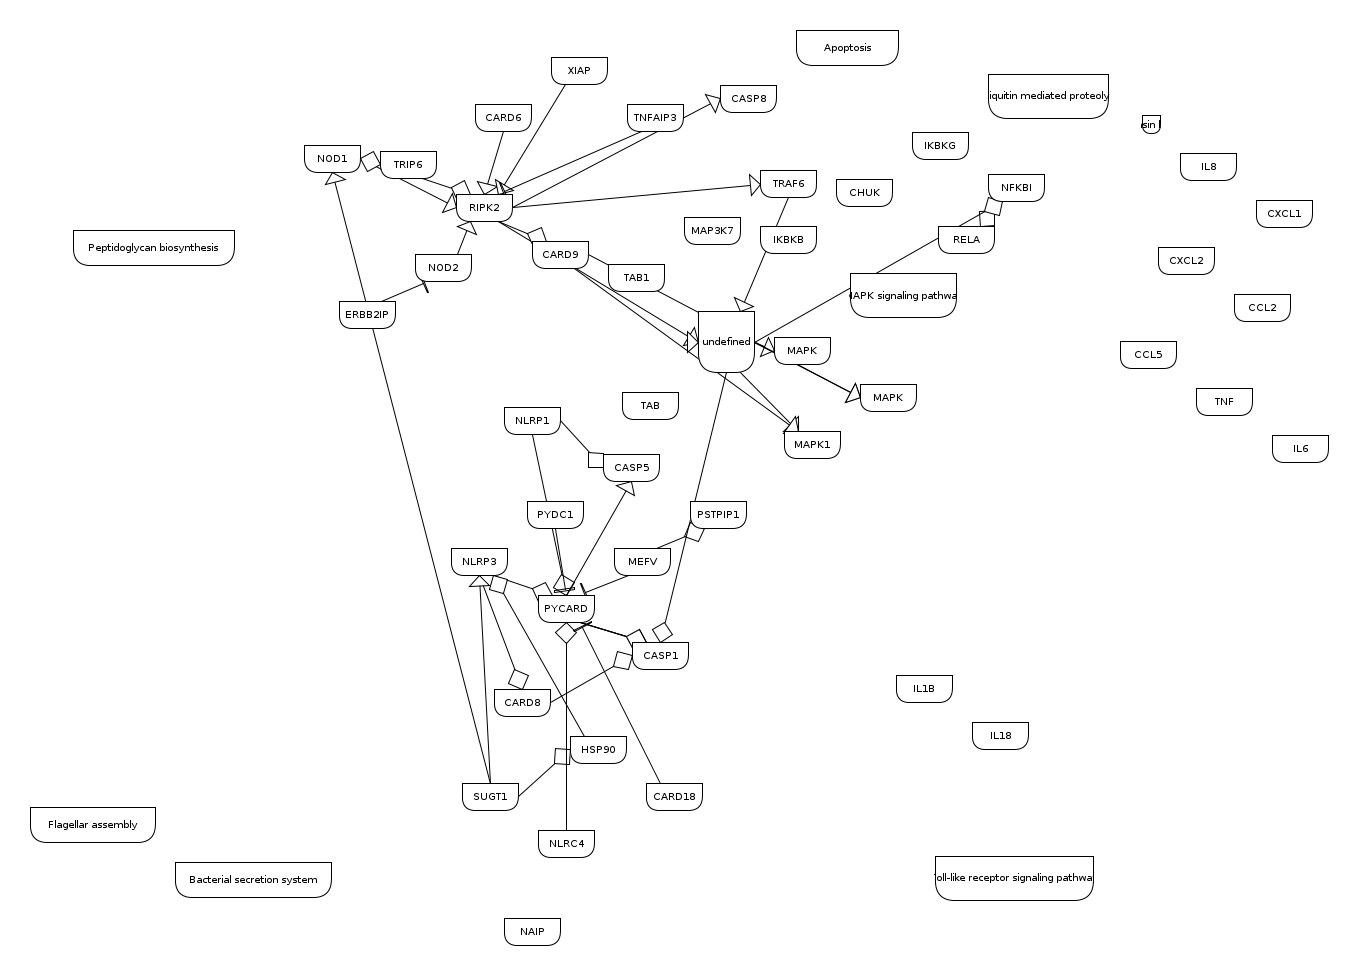 Apoptosis
XIAP
iquitin mediated proteoly
CASP8
CARD6
TNFAIP3
sin
IKBKG
NOD1
TRIP6
IL8
TRAF6
CHUK
NFKBI
RIPK2
CXCL1
MAP3K7
IKBKB
RELA
Peptidoglycan biosynthesis
CARD9
CXCL2
NOD2
TAB1
APK signaling pathwa
CCL2
ERBB2IP
undefined
MAPK
CCL5
MAPK
TNF
TAB
NLRP1
MAPK1
IL6
CASP5
PYDC1
PSTPIP1
NLRP3
MEFV
PYCARD
CASP1
IL1B
CARD8
IL18
HSP90
SUGT1
CARD18
Flagellar assembly
NLRC4
Bacterial secretion system
oll-like receptor signaling pathwa
NAIP